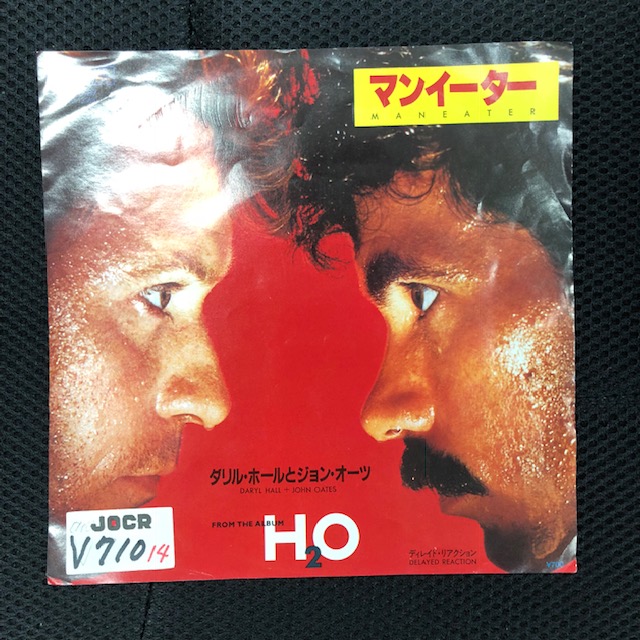 マンイーター
MANEATER
ダリル・ホールとジョン・オーツ
DARYL HALL + JOHN OATES
JOCR
V710 14
FROM THE ALBUM
H2O
ディレイド・リアクション
DELAYED REACTION